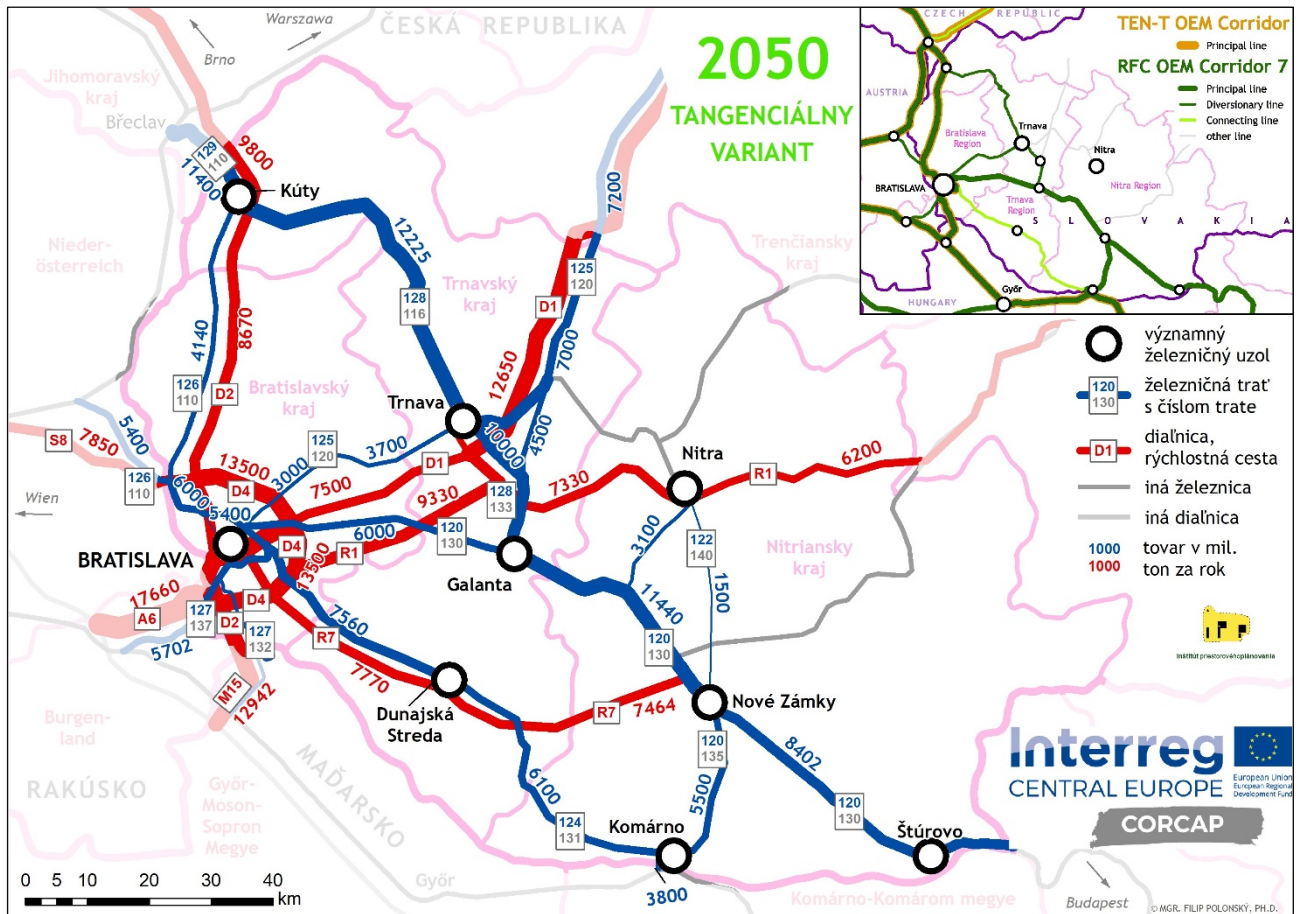 Warszawa
ČESKÁ REPUBLIKA
Brno
Jihomoravský
kraj
Břeclav
2050
TANGENCIÁLNY
VARIANT
CZECH REPUBLIC
TEN-T OEM Corridor
Principal line
RFC OEM Corridor 7
Principal line
Diversionary line
Connecting line
other line
AUSTRIA
Bratislava
Region
Trnava
Nitra
BRATISLAVA
Trnava
Region
Nitra Region
SLOVAKIA
Győr
HUNGARY
129
110
9800
11400
Kúty
7200
Nieder-
österreich
12225
Trnavský
kraj
Trenčiansky
kraj
125
120
D1
128
116
4140
8670
7000
12650
126
110
D2
Bratislavský
kraj
Trnava
5400
S8
7850
125
120
3700
10000
4500
3000
D1
Nitra
6200
R1
126
110
13500
D4
7500
9330
128
133
7330
6000
Wien
5400
6000
120
130
BRATISLAVA
D4
R1
13500
Galanta
3100
122
140
Nitriansky
kraj
1500
17660
A6
D4
127
137
D2
127
132
7560
11440
120
130
5702
R7
7770
M15
12942
Dunajská
Streda
R7
7464
Nové Zámky
120
135
8402
Burgen-
land
RAKÚSKO
Győr-
Moson-
Sopron
Megye
MAĎARSKO
6100
5500
124
131
Komárno
120
130
Štúrovo
Győr
3800
Komárno-Komárom megye
Budapest
významný
železničný uzol
120
130
železničná trať
s číslom trate
D1
diaľnica,
rýchlostná cesta
iná železnica
iná diaľnica
1000
1000
tovar v mil.
ton za rok
Inštitút priestorového plánovania
Interreg
CENTRAL EUROPE
European Union
European Regional
Development Fund
CORCAP
0 5 10 20 30 40
km
© MGR. FILIP POLONSKÝ, PH.D.